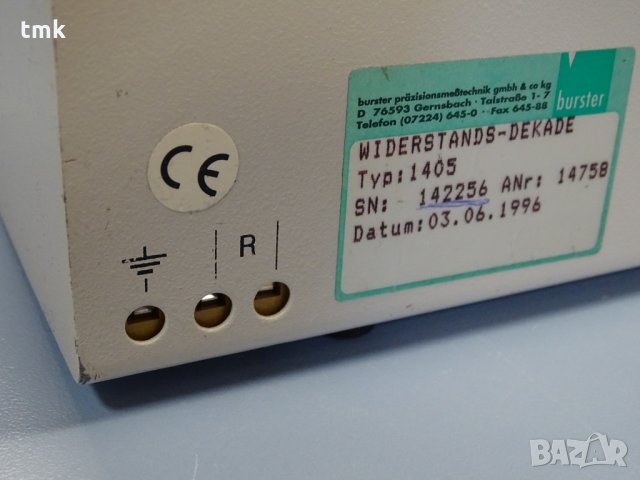 tmk
burster präzisionsmeßtechnik gmbh & co kg
D 76593 Gernsbach · Talstraße 1-7
Telefon (07224) 645-0 · Fax 645-88
burster
WIDERSTANDS-DEKADE
Typ:1405
SN: 142256 ANr: 14758
Datum:03.06.1996
CE
R
BAZAR